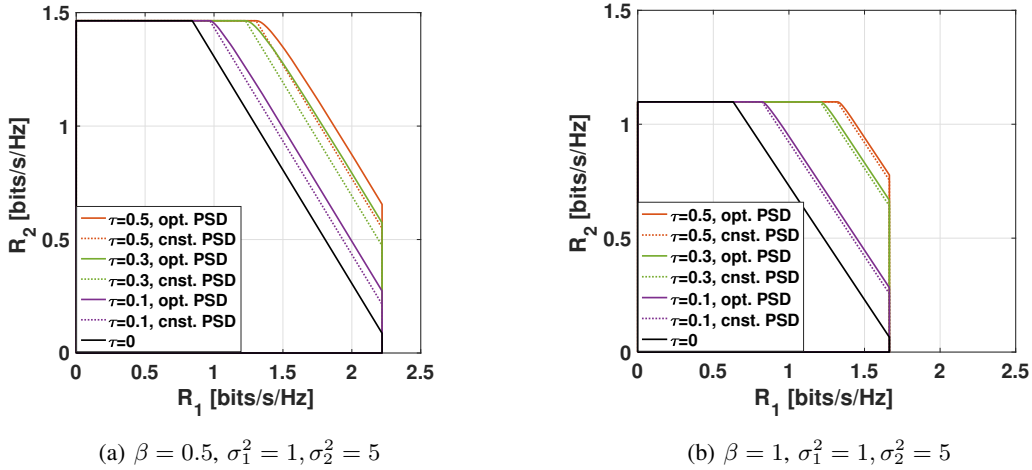 1.5
1
0.5
0
R2 [bits/s/Hz]
τ=0.5, opt. PSD
τ=0.5, cnst. PSD
τ=0.3, opt. PSD
τ=0.3, cnst. PSD
τ=0.1, opt. PSD
τ=0.1, cnst. PSD
τ=0
0 0.5 1 1.5 2 2.5
R1 [bits/s/Hz]
(a) β = 0.5, σ₁² = 1, σ₂² = 5
1.5
1
0.5
0
R2 [bits/s/Hz]
τ=0.5, opt. PSD
τ=0.5, cnst. PSD
τ=0.3, opt. PSD
τ=0.3, cnst. PSD
τ=0.1, opt. PSD
τ=0.1, cnst. PSD
τ=0
0 0.5 1 1.5 2 2.5
R1 [bits/s/Hz]
(b) β = 1, σ₁² = 1, σ₂² = 5